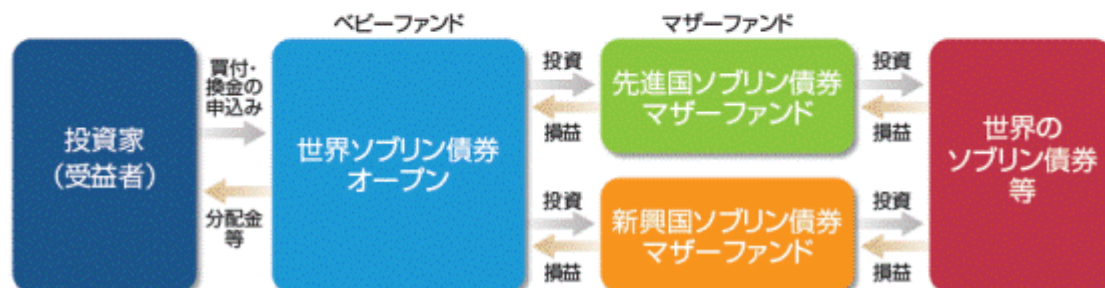 ベビーファンド
マザーファンド
投資家
（受益者）
買付・
換金の
申込み
分配金
等
世界ソブリン債券
オープン
投資
損益
投資
損益
先進国ソブリン債券
マザーファンド
新興国ソブリン債券
マザーファンド
投資
損益
投資
損益
世界の
ソブリン債券
等